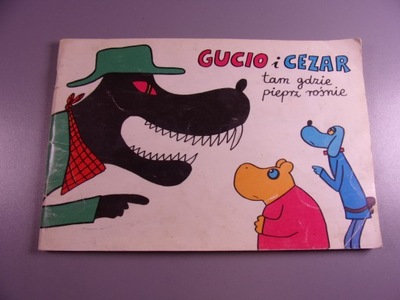 GUCIO i CEZAR
tam gdzie
pieprz rośnie